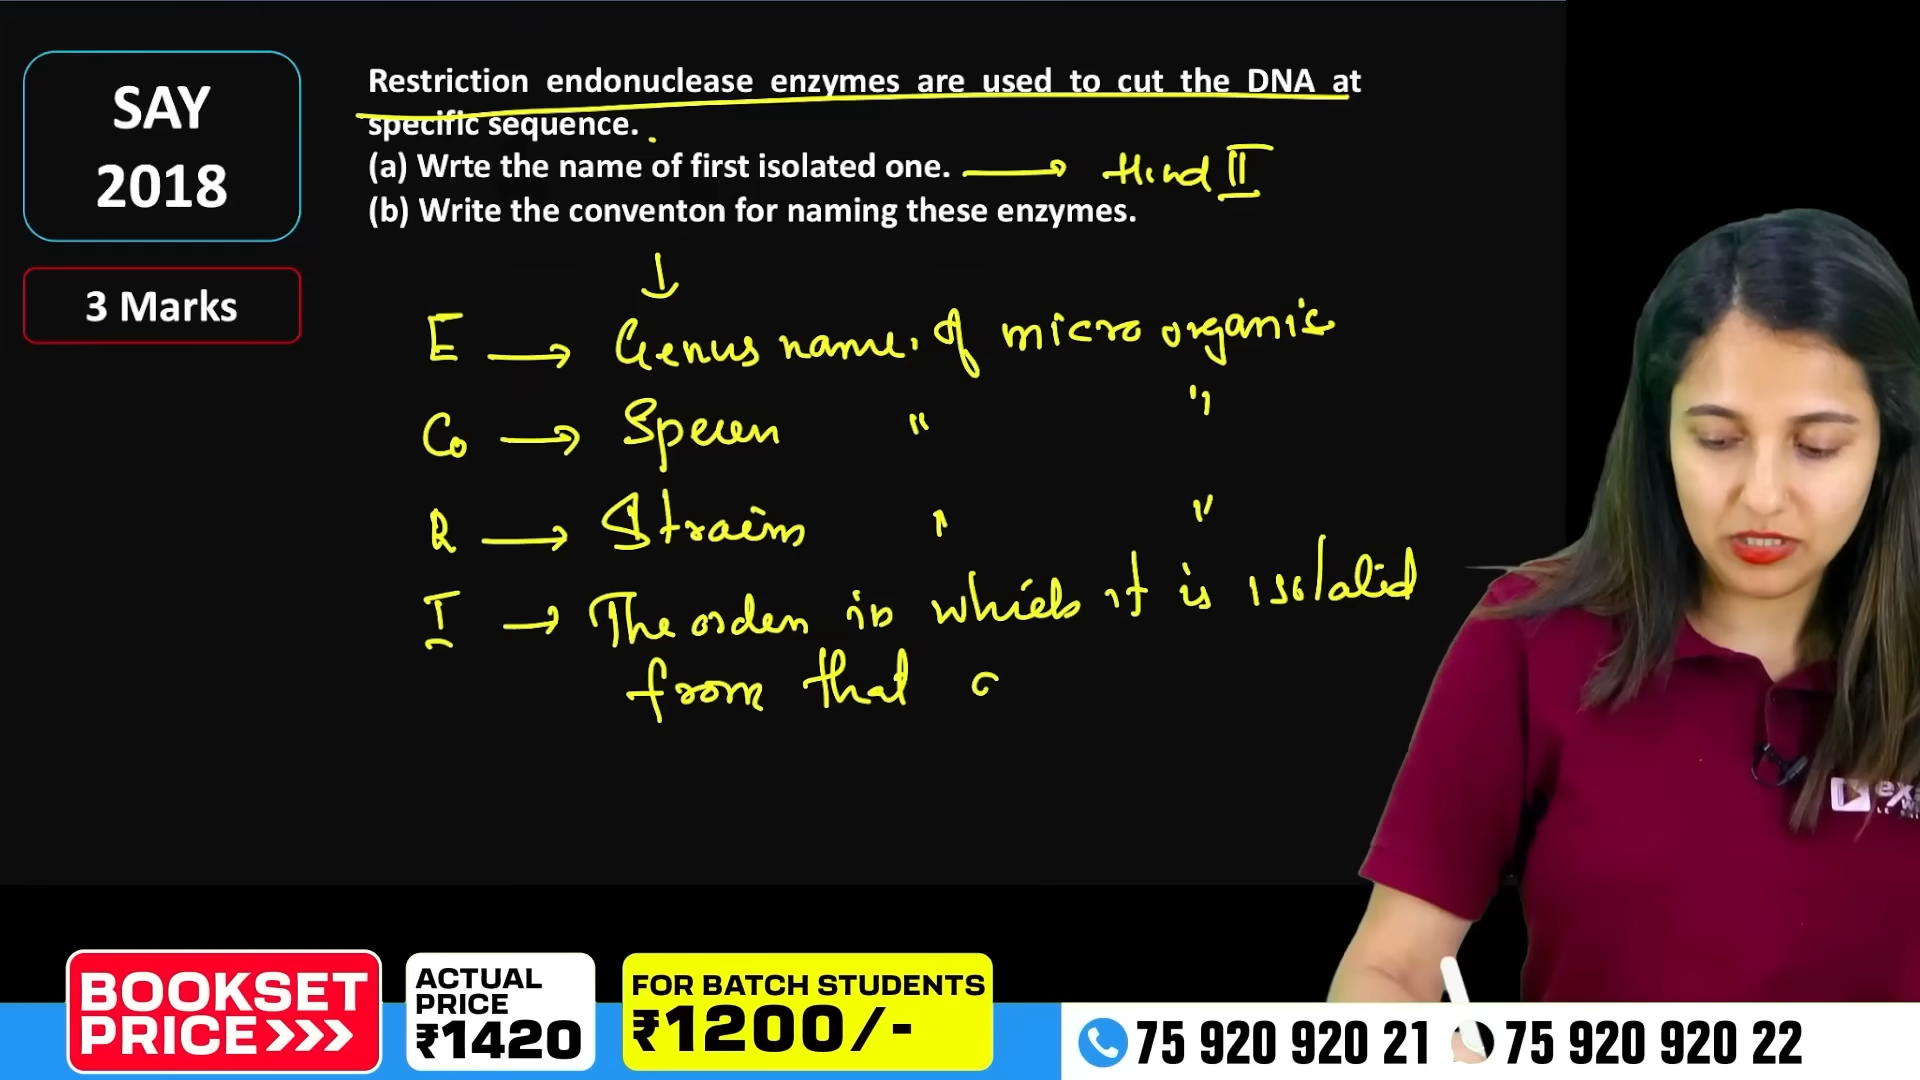 SAY
2018
3 Marks
Restriction endonuclease enzymes are used to cut the DNA at
specific sequence.
(a) Wrte the name of first isolated one. → Hind II
(b) Write the conventon for naming these enzymes.
↓
E → Genus name. of micro organis
Co → " "
R → Strain " "
I → The order in which it is isolated
from that
BOOKSET
PRICE >>>
ACTUAL
PRICE
₹1420
FOR BATCH STUDENTS
₹1200/-
75 920 920 21
75 920 920 22